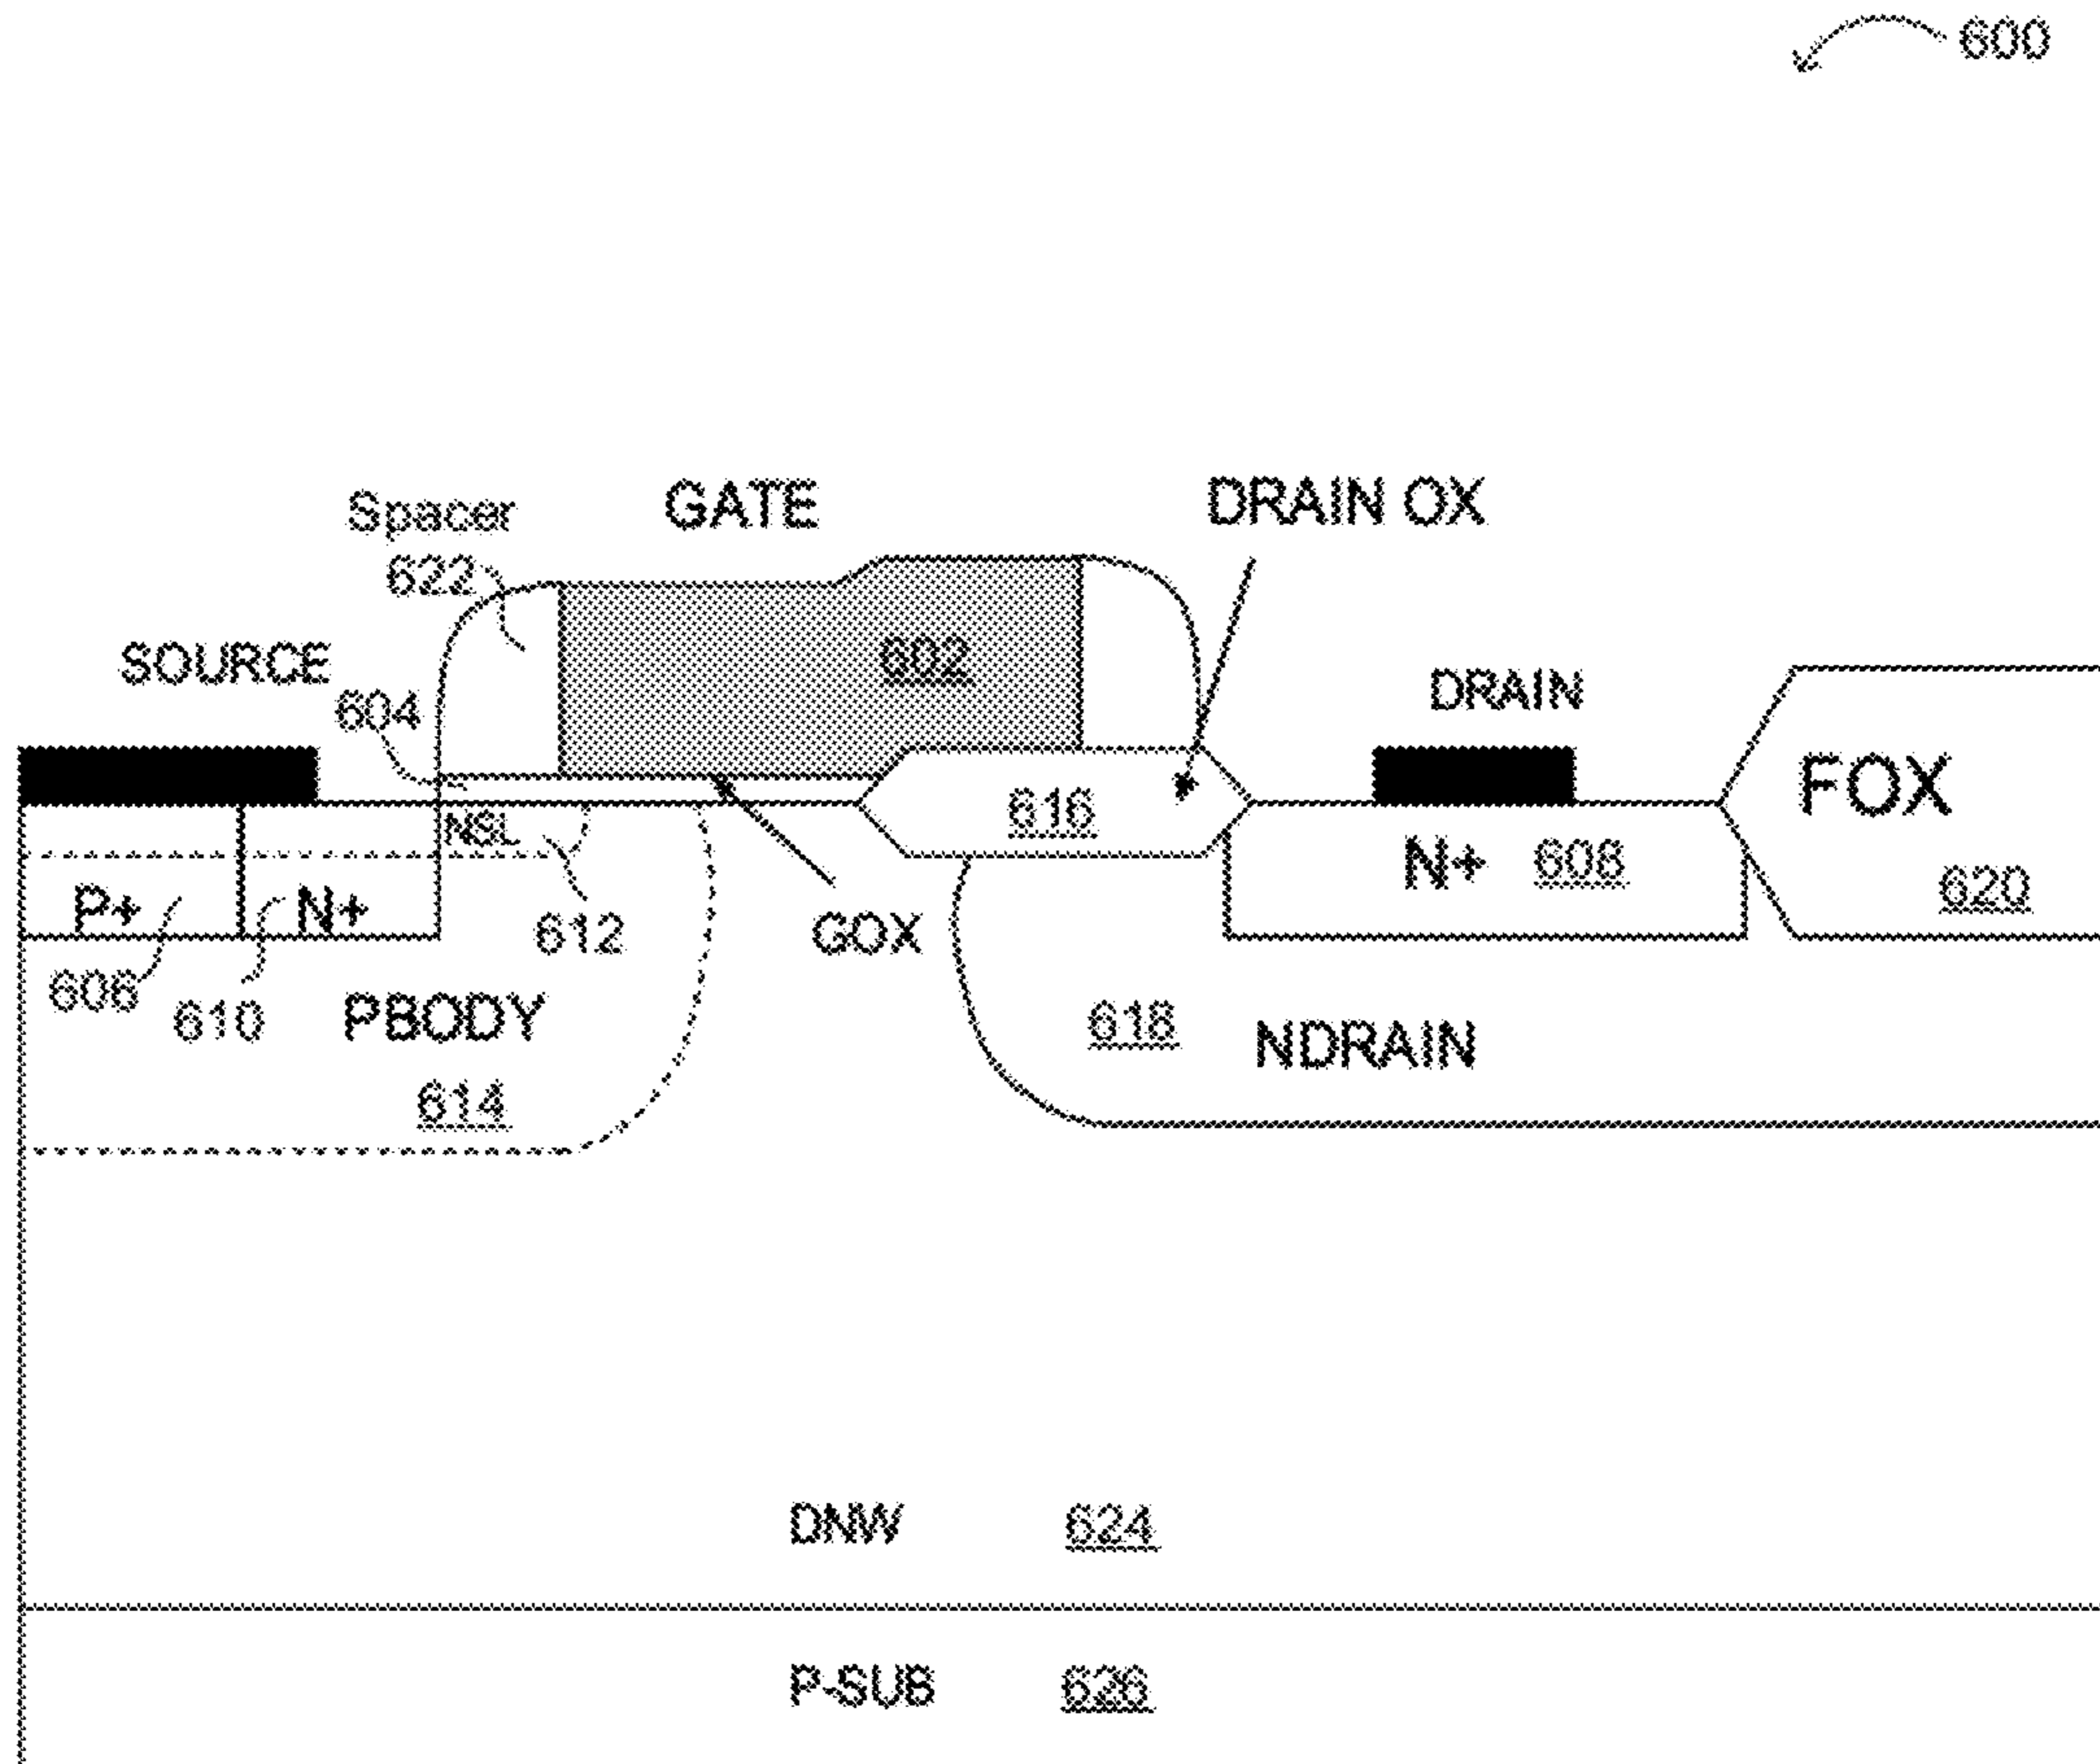 600
Spacer
622
GATE
DRAIN OX
SOURCE
604
602
DRAIN
FOX
616
NSL
N+ 608
620
P+
N+
612
GOX
606
610
PBODY
618
NDRAIN
614
DNW 624
P-SUB 626